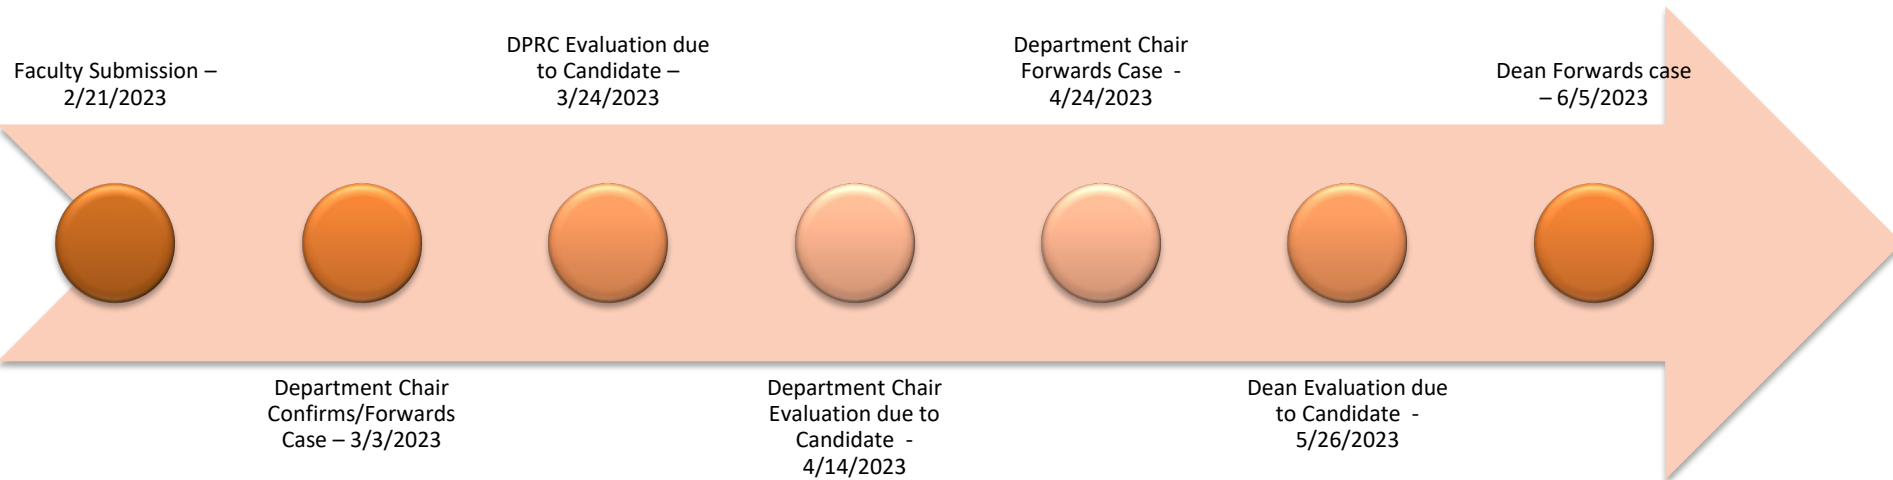 Faculty Submission –
2/21/2023
Department Chair
Confirms/Forwards
Case – 3/3/2023
DPRC Evaluation due
to Candidate –
3/24/2023
Department Chair
Evaluation due to
Candidate  -
4/14/2023
Department Chair
Forwards Case  -
4/24/2023
Dean Evaluation due
to Candidate  -
5/26/2023
Dean Forwards case
– 6/5/2023